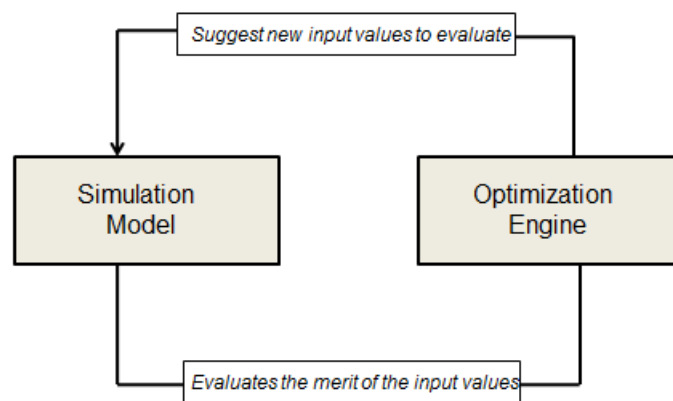 Suggest new input values to evaluate
Simulation
Model
Optimization
Engine
Evaluates the merit of the input values